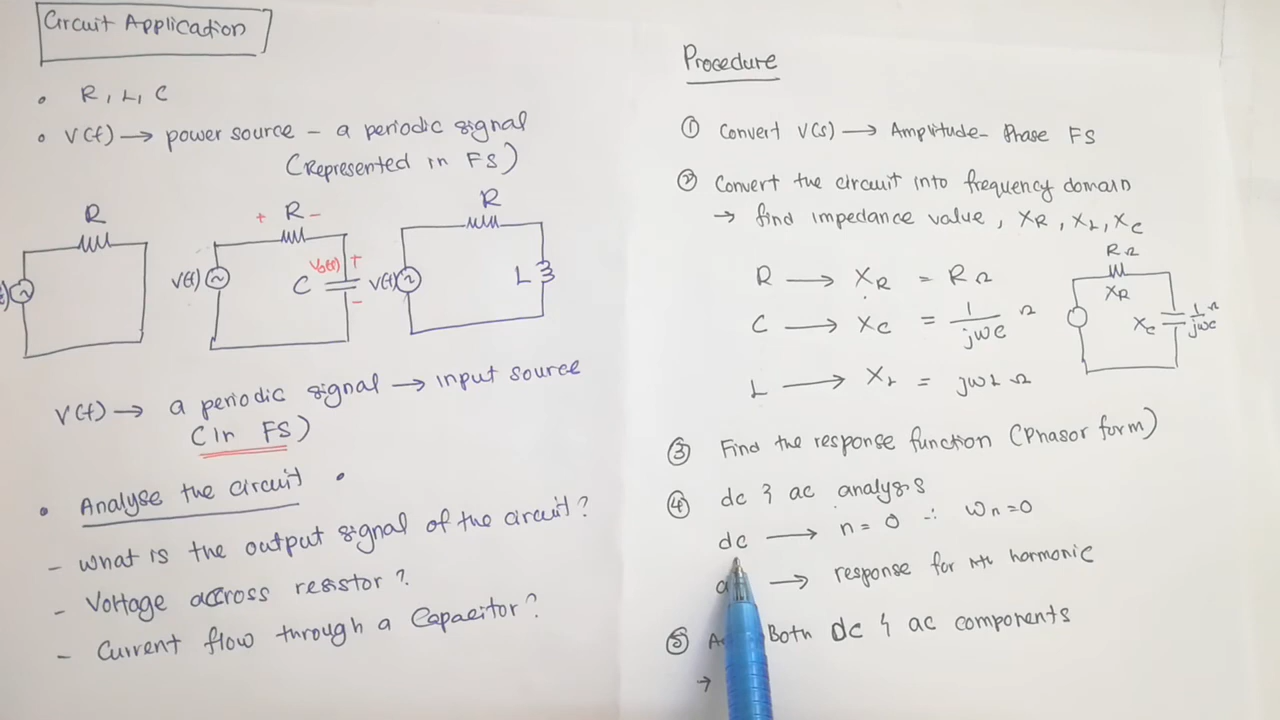 Circuit Application
• R, L, C
• V(t) → power source – a periodic signal
(Represented in FS)
R
R
V(t)
+ R –
C
Vo(t) +
–
V(t)
R
L
V(t) → a periodic signal → input source
(In FS)
• Analyse the circuit •
– What is the output signal of the circuit?
– Voltage across resistor?
– Current flow through a Capacitor?
Procedure
① Convert V(s) → Amplitude- Phase FS
② Convert the circuit into frequency domain
→ find impedance value, XR, XL, XC
R → XR = RΩ
C → XC = 1/jωc Ω
L → XL = jωL Ω
RΩ
XR
XC
1/jωc Ω
③ Find the response function (Phasor form)
④ dc & ac analysis
dc → n = 0 ∴ ωn = 0
→ response for nth harmonic
⑤ Both dc & ac components
→